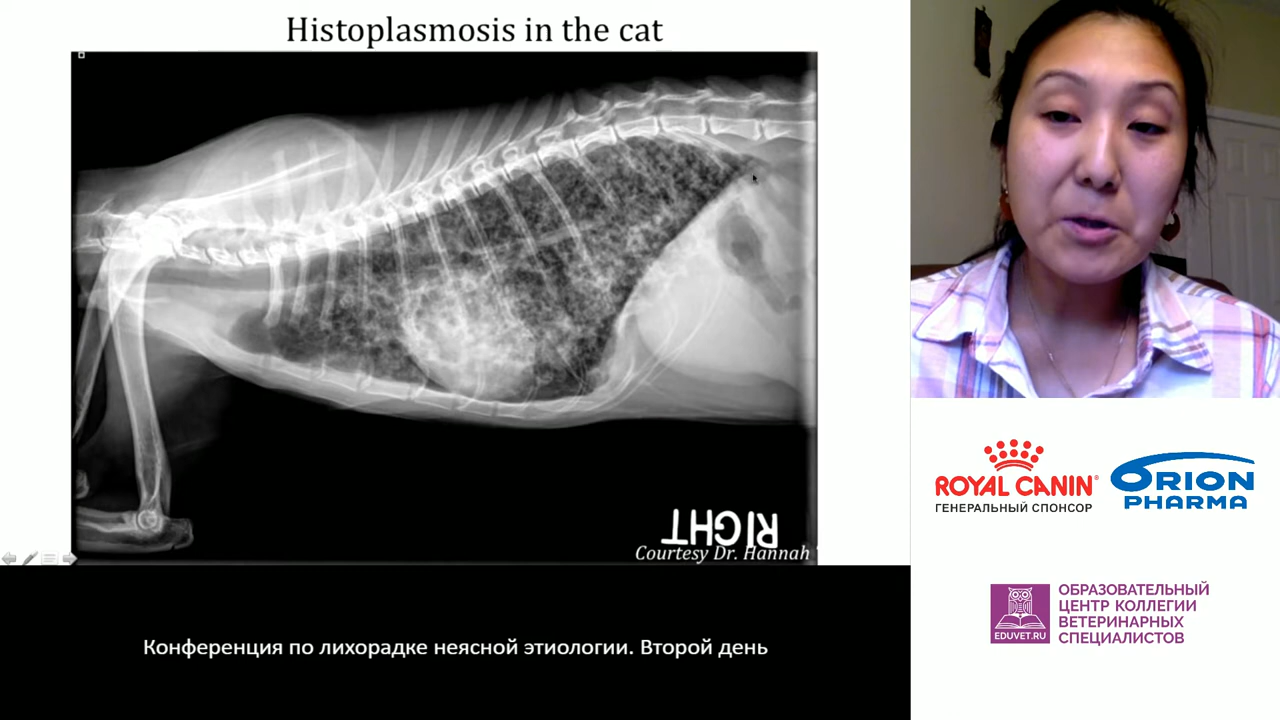 Histoplasmosis in the cat
RIGHT
Courtesy Dr. Hannah
Конференция по лихорадке неясной этиологии. Второй день
ROYAL CANIN®
ГЕНЕРАЛЬНЫЙ СПОНСОР
ORION
PHARMA
EDUVET.RU
ОБРАЗОВАТЕЛЬНЫЙ
ЦЕНТР КОЛЛЕГИИ
ВЕТЕРИНАРНЫХ
СПЕЦИАЛИСТОВ